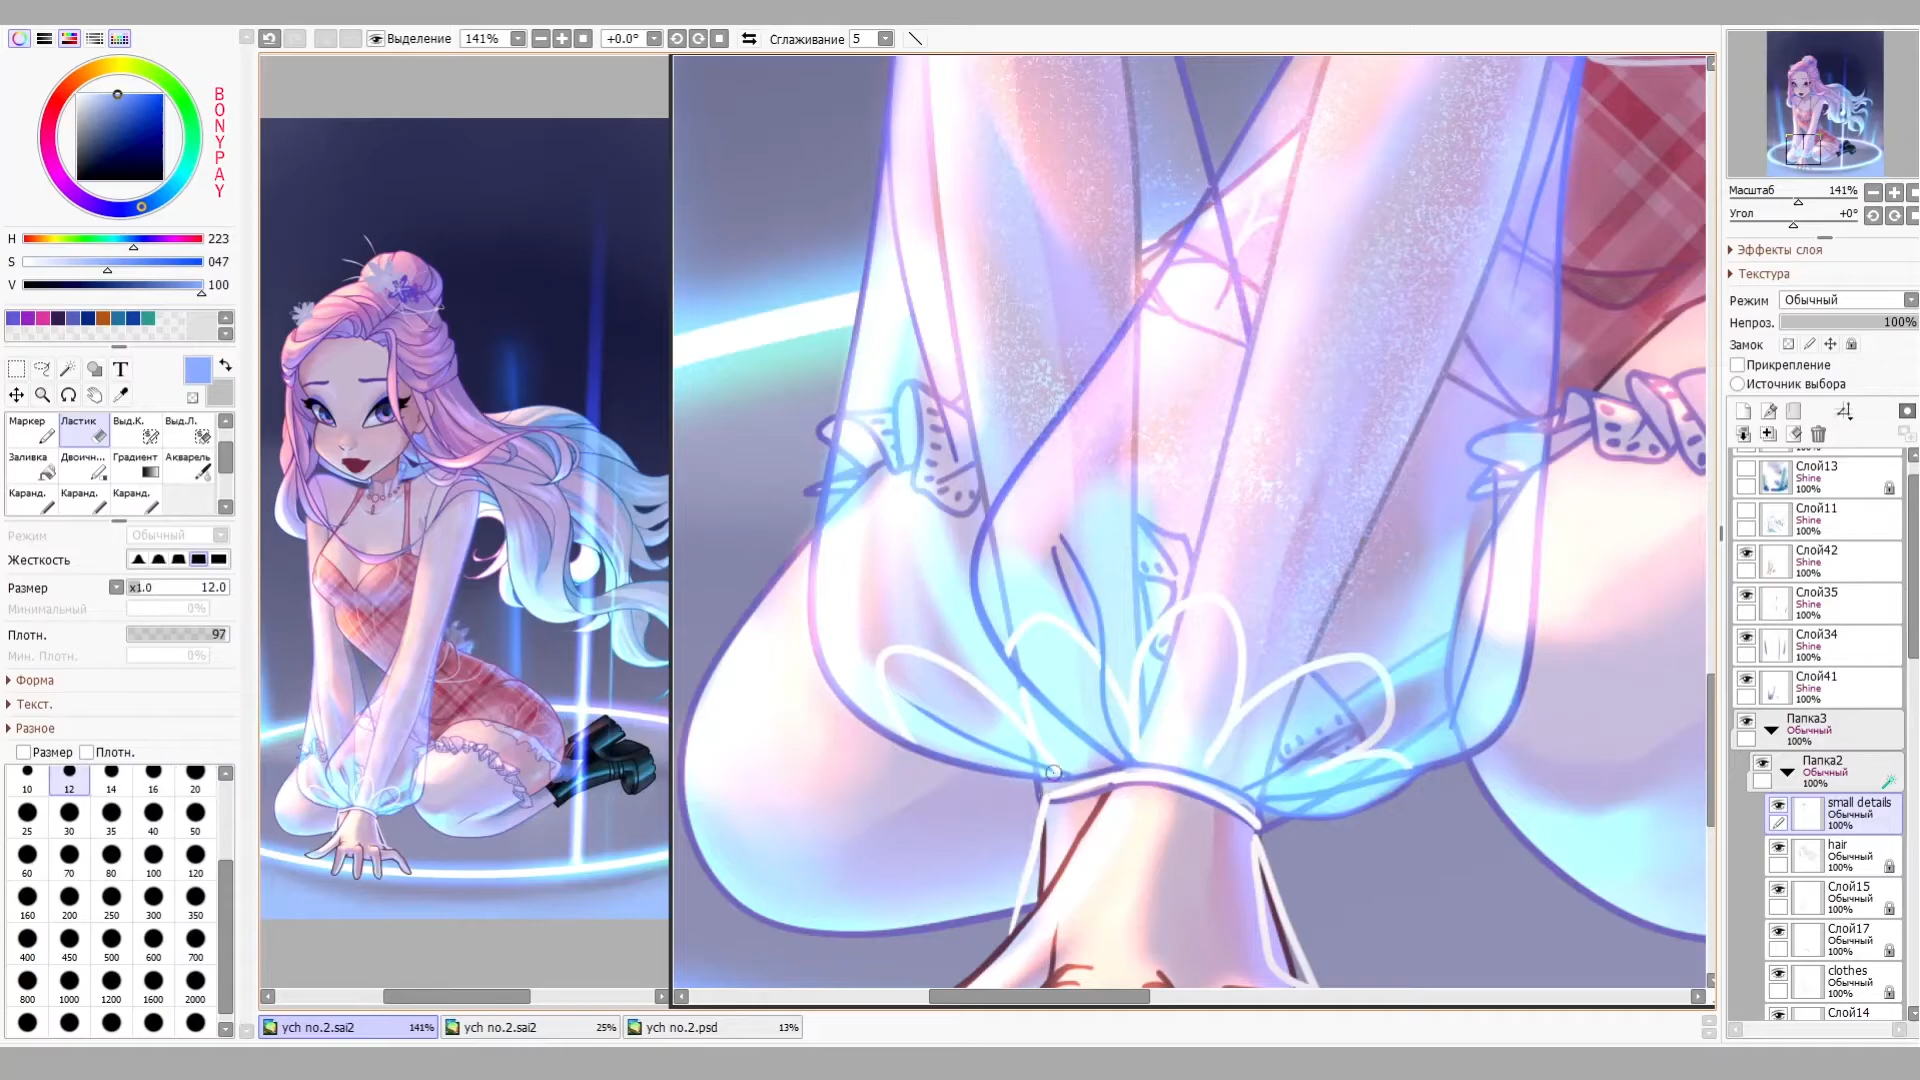 Выделение 141% +0.0° Сглаживание 5
B
O
N
Y
P
A
Y
H 223
S 047
V 100
T
Маркер Ластик Выд.К. Выд.Л.
Заливка Двоичн... Градиент Акварель
Каранд. Каранд. Каранд.
Режим Обычный
Жесткость
Размер x1.0 12.0
Минимальный 0%
Плотн. 97
Мин. Плотн. 0%
Форма
Текст.
Разное
Размер Плотн.
10 12 14 16 20
25 30 35 40 50
60 70 80 100 120
160 200 250 300 350
400 450 500 600 700
800 1000 1200 1600 2000
ych no.2.sai2 141%
ych no.2.sai2 25%
ych no.2.psd 13%
Масштаб 141%
Угол +0°
Эффекты слоя
Текстура
Режим Обычный
Непроз. 100%
Замок
Прикрепление
Источник выбора
Слой13
Shine
100%
Слой11
Shine
100%
Слой42
Shine
100%
Слой35
Shine
100%
Слой34
Shine
100%
Слой41
Shine
100%
Папка3
Обычный
100%
Папка2
Обычный
100%
small details
Обычный
100%
hair
Обычный
100%
Слой15
Обычный
100%
Слой17
Обычный
100%
clothes
Обычный
100%
Слой14